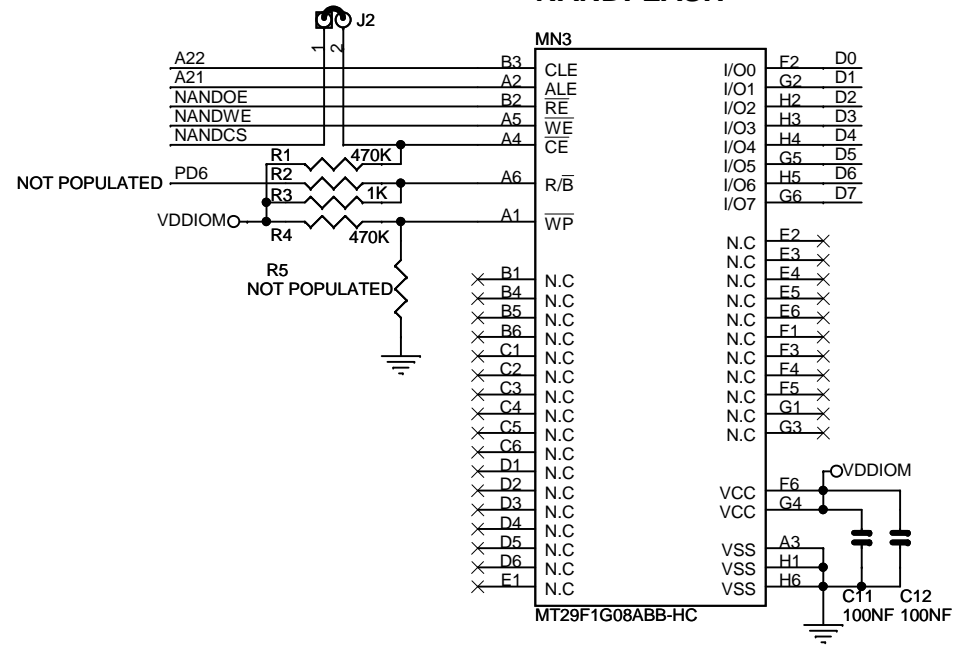 J2
1
2
MN3
A22 B3 CLE
A21 A2 ALE
NANDOE B2 RE
NANDWE A5 WE
NANDCS A4 CE
R1 470K
NOT POPULATED PD6 R2 A6 R/B
R3 1K
VDDIOM A1 WP
R4 470K
R5
NOT POPULATED
B1 N.C
B4 N.C
B5 N.C
B6 N.C
C1 N.C
C2 N.C
C3 N.C
C4 N.C
C5 N.C
C6 N.C
D1 N.C
D2 N.C
D3 N.C
D4 N.C
D5 N.C
D6 N.C
E1 N.C
I/O0 F2 D0
I/O1 G2 D1
I/O2 H2 D2
I/O3 H3 D3
I/O4 H4 D4
I/O5 G5 D5
I/O6 H5 D6
I/O7 G6 D7
N.C E2
N.C E3
N.C E4
N.C E5
N.C E6
N.C F1
N.C F3
N.C F4
N.C F5
N.C G1
N.C G3
VDDIOM
VCC F6
VCC G4
VSS A3
VSS H1
VSS H6
C11 C12
100NF 100NF
MT29F1G08ABB-HC